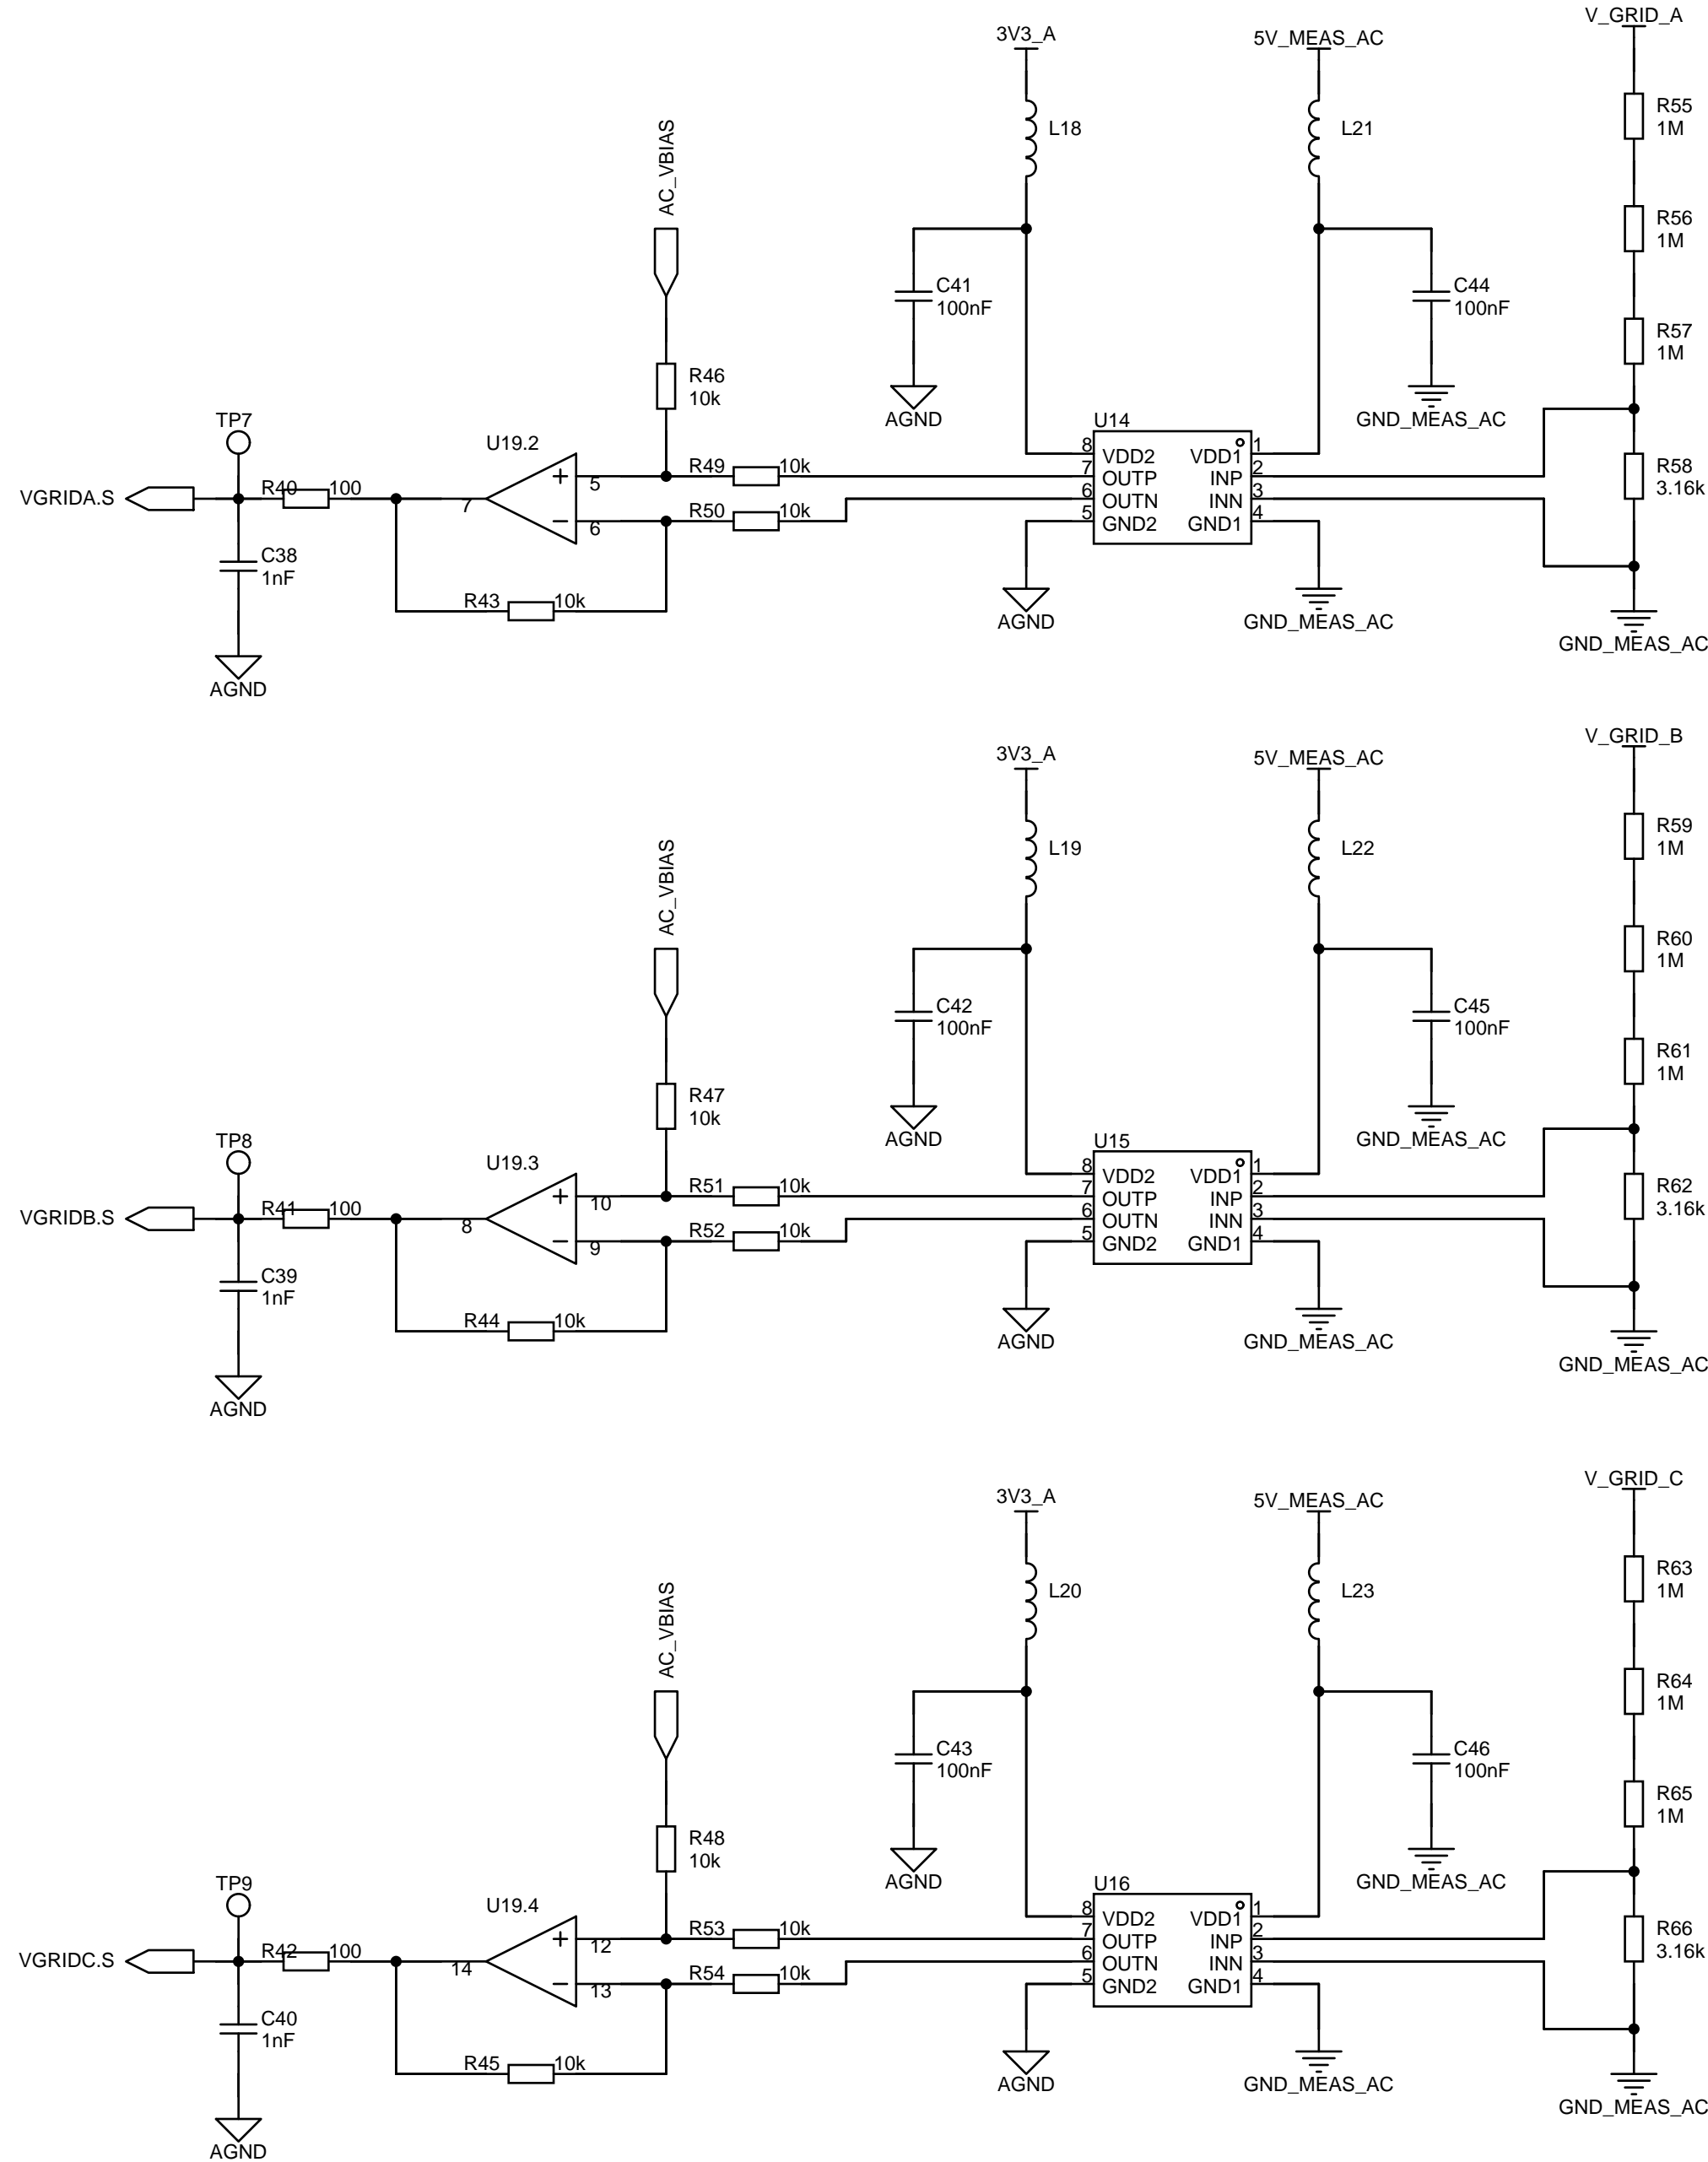 V_GRID_A
3V3_A
5V_MEAS_AC
R55
1M
L18
L21
AC_VBIAS
R56
1M
C41
100nF
C44
100nF
R57
1M
R46
10k
AGND
GND_MEAS_AC
TP7
U19.2
U14
VGRIDA.S
R40
100
7
+
5
−
6
R49
10k
R50
10k
8
7
6
5
VDD2
OUTP
OUTN
GND2
VDD1
INP
INN
GND1
1
2
3
4
R58
3.16k
C38
1nF
R43
10k
AGND
GND_MEAS_AC
GND_MEAS_AC
AGND
V_GRID_B
3V3_A
5V_MEAS_AC
R59
1M
L19
L22
AC_VBIAS
R60
1M
C42
100nF
C45
100nF
R61
1M
R47
10k
AGND
GND_MEAS_AC
TP8
U19.3
U15
VGRIDB.S
R41
100
8
+
10
−
9
R51
10k
R52
10k
8
7
6
5
VDD2
OUTP
OUTN
GND2
VDD1
INP
INN
GND1
1
2
3
4
R62
3.16k
C39
1nF
R44
10k
AGND
GND_MEAS_AC
GND_MEAS_AC
AGND
V_GRID_C
3V3_A
5V_MEAS_AC
R63
1M
L20
L23
AC_VBIAS
R64
1M
C43
100nF
C46
100nF
R65
1M
R48
10k
AGND
GND_MEAS_AC
TP9
U19.4
U16
VGRIDC.S
R42
100
14
+
12
−
13
R53
10k
R54
10k
8
7
6
5
VDD2
OUTP
OUTN
GND2
VDD1
INP
INN
GND1
1
2
3
4
R66
3.16k
C40
1nF
R45
10k
AGND
GND_MEAS_AC
GND_MEAS_AC
AGND